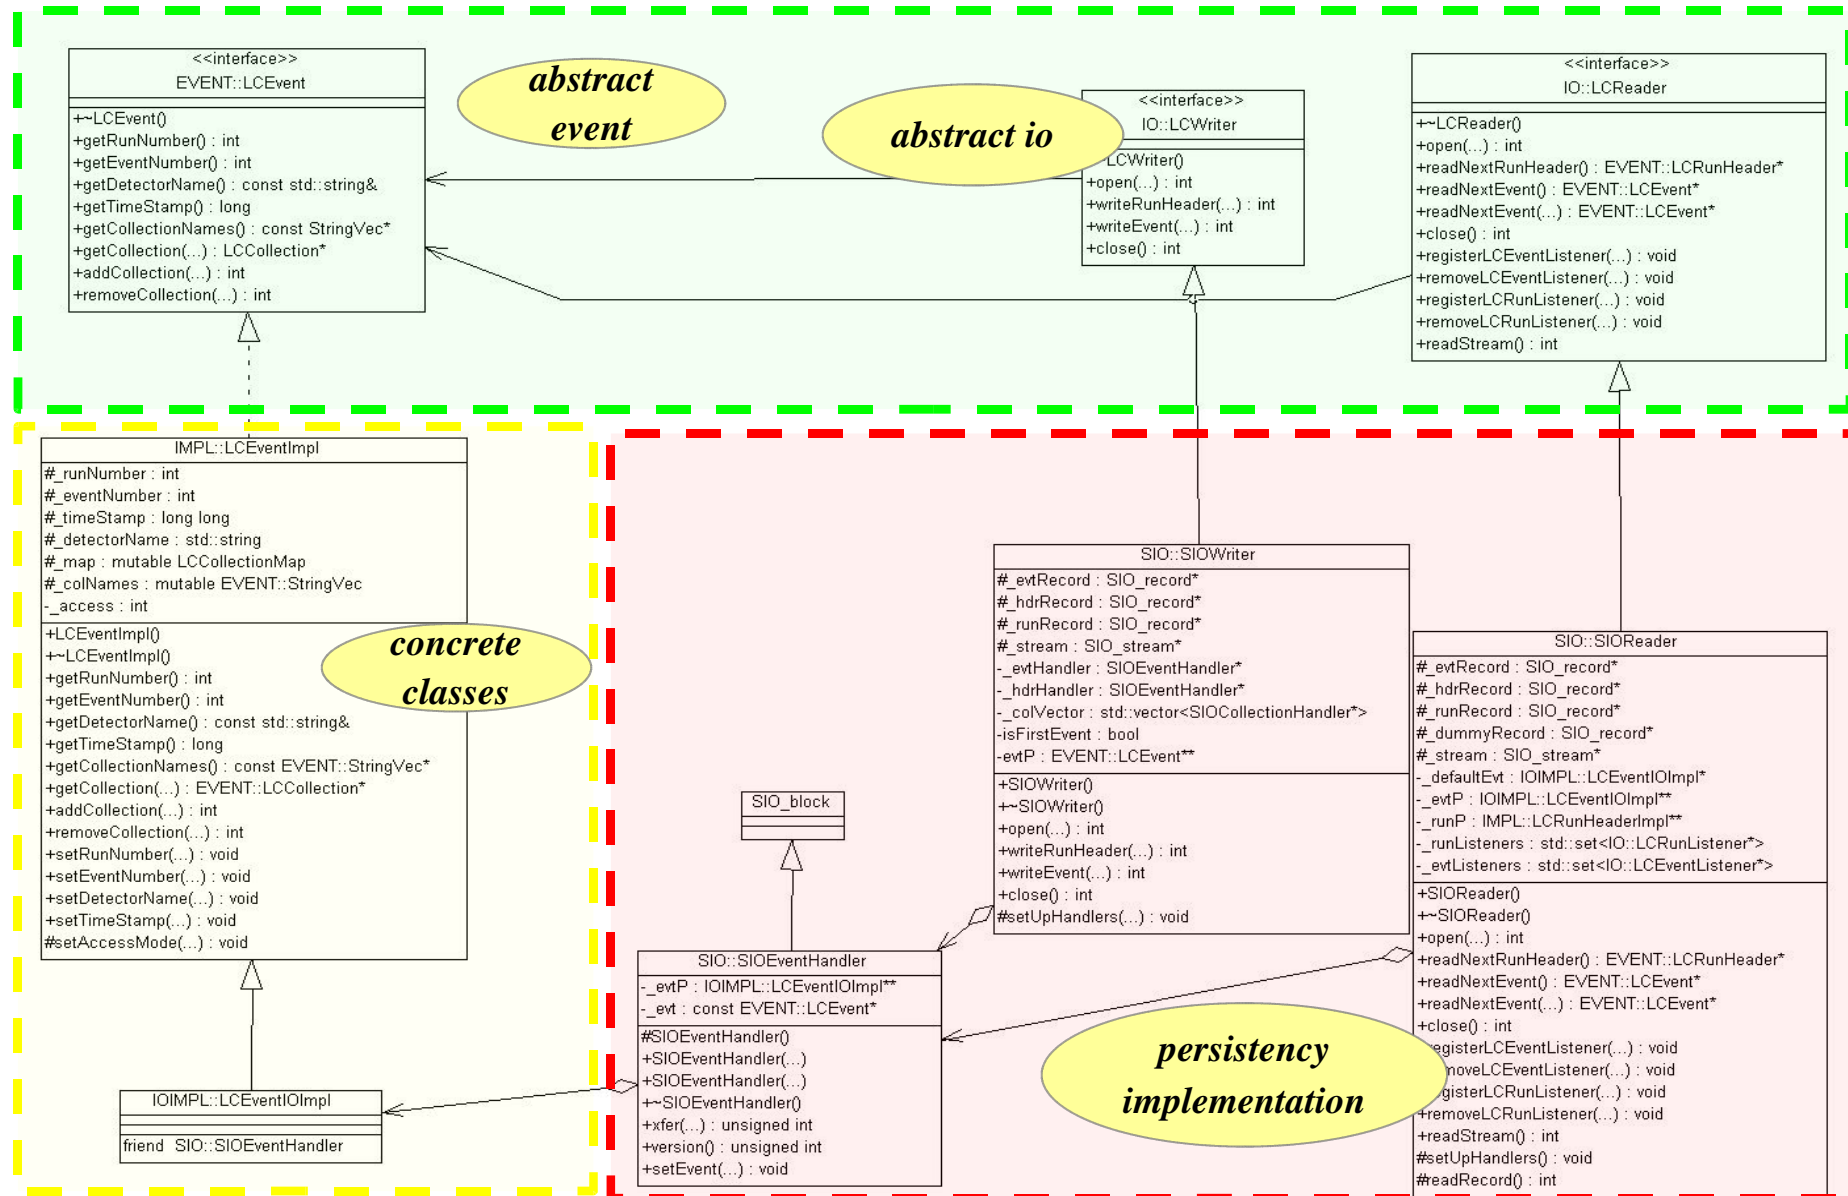 <<interface>>
EVENT::LCEvent
+~LCEvent()
+getRunNumber() : int
+getEventNumber() : int
+getDetectorName() : const std::string&
+getTimeStamp() : long
+getCollectionNames() : const StringVec*
+getCollection(...) : LCCollection*
+addCollection(...) : int
+removeCollection(...) : int
abstract
event
abstract io
<<interface>>
IO::LCWriter
~LCWriter()
+open(...) : int
+writeRunHeader(...) : int
+writeEvent(...) : int
+close() : int
<<interface>>
IO::LCReader
+~LCReader()
+open(...) : int
+readNextRunHeader() : EVENT::LCRunHeader*
+readNextEvent() : EVENT::LCEvent*
+readNextEvent(...) : EVENT::LCEvent*
+close() : int
+registerLCEventListener(...) : void
+removeLCEventListener(...) : void
+registerLCRunListener(...) : void
+removeLCRunListener(...) : void
+readStream() : int
IMPL::LCEventImpl
#_runNumber : int
#_eventNumber : int
#_timeStamp : long long
#_detectorName : std::string
#_map : mutable LCCollectionMap
#_colNames : mutable EVENT::StringVec
-_access : int
+LCEventImpl()
+~LCEventImpl()
+getRunNumber() : int
+getEventNumber() : int
+getDetectorName() : const std::string&
+getTimeStamp() : long
+getCollectionNames() : const EVENT::StringVec*
+getCollection(...) : EVENT::LCCollection*
+addCollection(...) : int
+removeCollection(...) : int
+setRunNumber(...) : void
+setEventNumber(...) : void
+setDetectorName(...) : void
+setTimeStamp(...) : void
#setAccessMode(...) : void
concrete
classes
IOIMPL::LCEventIOImpl
friend SIO::SIOEventHandler
SIO_block
SIO::SIOEventHandler
-_evtP : IOIMPL::LCEventIOImpl**
-_evt : const EVENT::LCEvent*
#SIOEventHandler()
+SIOEventHandler(...)
+SIOEventHandler(...)
+~SIOEventHandler()
+xfer(...) : unsigned int
+version() : unsigned int
+setEvent(...) : void
SIO::SIOWriter
#_evtRecord : SIO_record*
#_hdrRecord : SIO_record*
#_runRecord : SIO_record*
#_stream : SIO_stream*
-_evtHandler : SIOEventHandler*
-_hdrHandler : SIOEventHandler*
-_colVector : std::vector<SIOCollectionHandler*>
-isFirstEvent : bool
-evtP : EVENT::LCEvent**
+SIOWriter()
+~SIOWriter()
+open(...) : int
+writeRunHeader(...) : int
+writeEvent(...) : int
+close() : int
#setUpHandlers(...) : void
SIO::SIOReader
#_evtRecord : SIO_record*
#_hdrRecord : SIO_record*
#_runRecord : SIO_record*
#_dummyRecord : SIO_record*
#_stream : SIO_stream*
-_defaultEvt : IOIMPL::LCEventIOImpl*
-_evtP : IOIMPL::LCEventIOImpl**
-_runP : IMPL::LCRunHeaderImpl**
-_runListeners : std::set<IO::LCRunListener*>
-_evtListeners : std::set<IO::LCEventListener*>
+SIOReader()
+~SIOReader()
+open(...) : int
+readNextRunHeader() : EVENT::LCRunHeader*
+readNextEvent() : EVENT::LCEvent*
+readNextEvent(...) : EVENT::LCEvent*
+close() : int
egisterLCEventListener(...) : void
moveLCEventListener(...) : void
gisterLCRunListener(...) : void
+removeLCRunListener(...) : void
+readStream() : int
#setUpHandlers() : void
#readRecord() : int
persistency
implementation